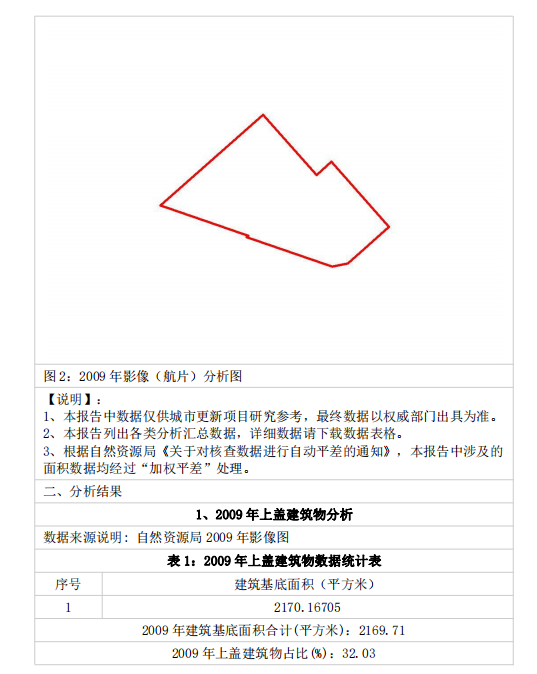 图 2：2009 年影像（航片）分析图
【说明】：
1、本报告中数据仅供城市更新项目研究参考，最终数据以权威部门出具为准。
2、本报告列出各类分析汇总数据，详细数据请下载数据表格。
3、根据自然资源局《关于对核查数据进行自动平差的通知》，本报告中涉及的
面积数据均经过“加权平差”处理。
二、分析结果
1、2009 年上盖建筑物分析
数据来源说明：自然资源局 2009 年影像图
表 1：2009 年上盖建筑物数据统计表
序号 建筑基底面积（平方米）
1 2170.16705
2009 年建筑基底面积合计(平方米)：2169.71
2009 年上盖建筑物占比(%)：32.03